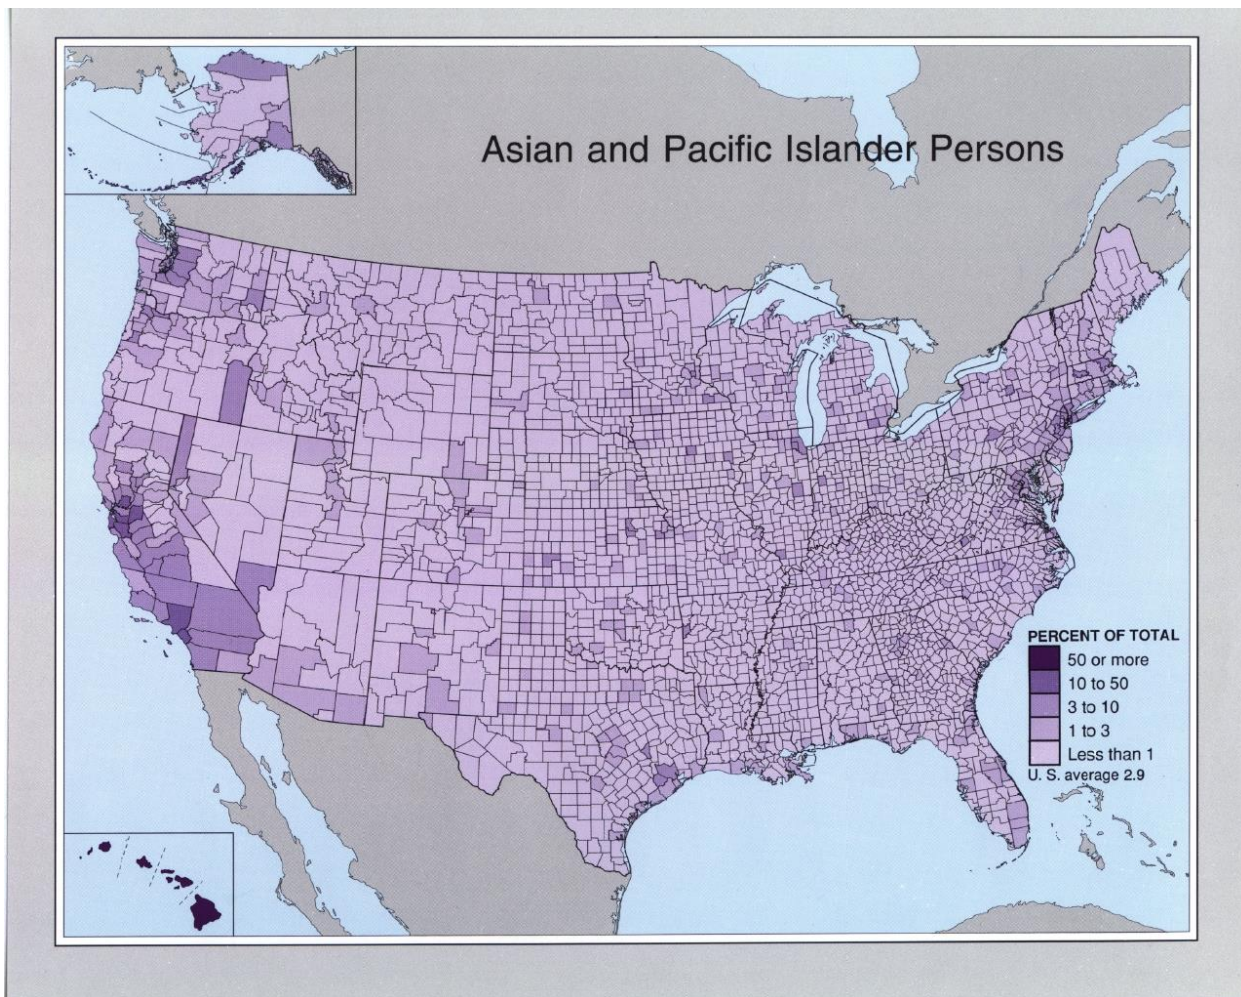 Asian and Pacific Islander Persons
PERCENT OF TOTAL
50 or more
10 to 50
3 to 10
1 to 3
Less than 1
U. S. average 2.9